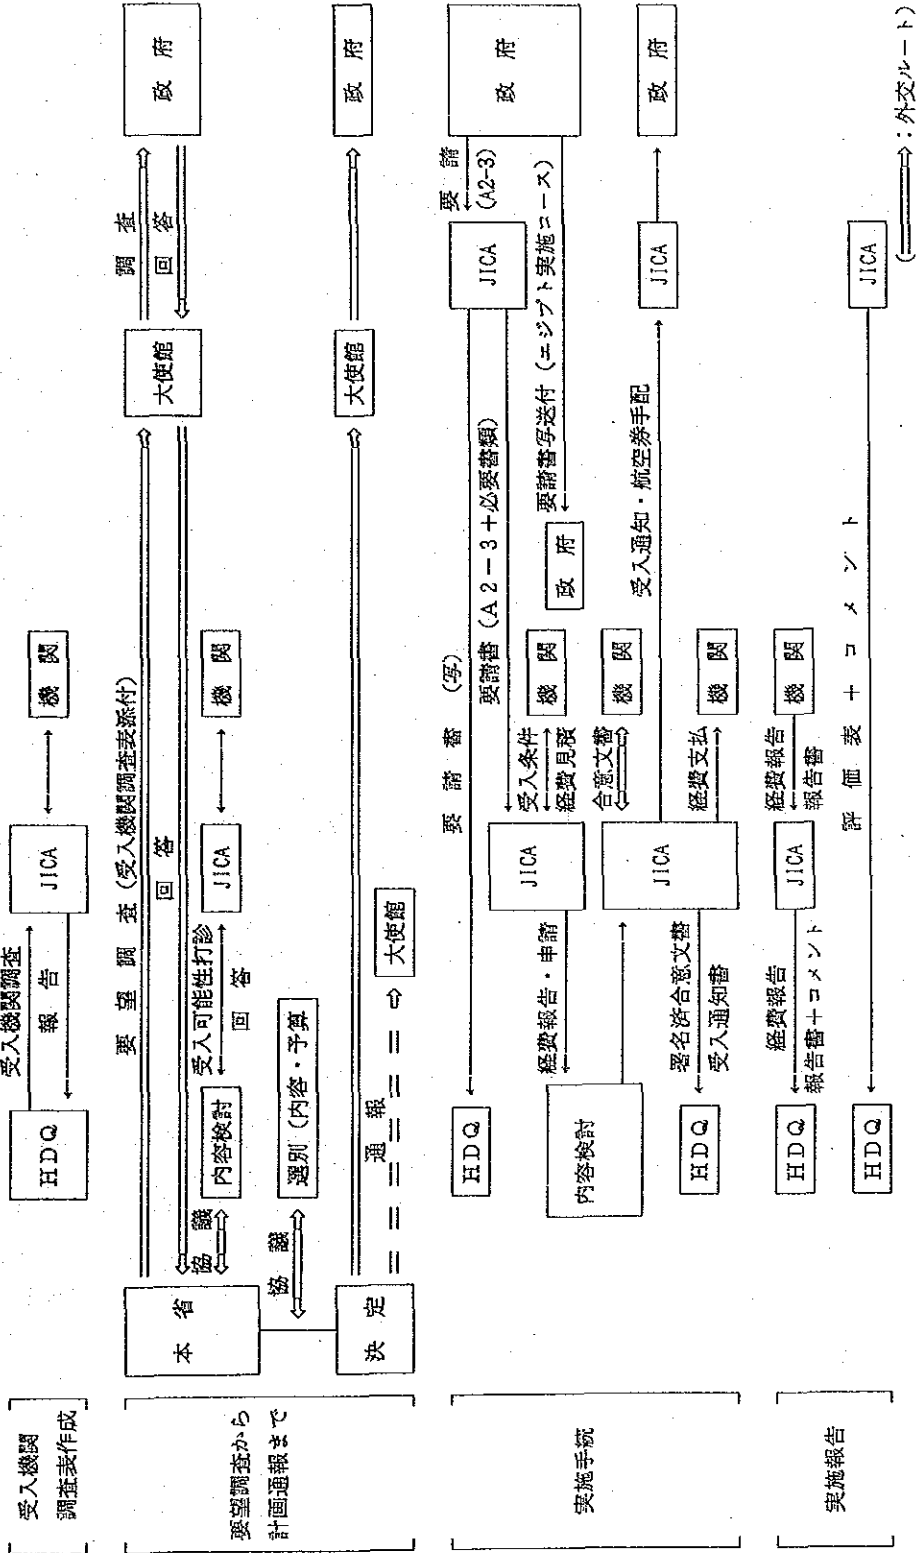 受入機関
調査表作成
HDQ
受入機関調査
報告
JICA
機関
要望調査から
計画通報まで
本省
要望調査(受入機関調査表添付)
回答
大使館
調査
回答
政府
協議
内容検討
受入可能性打診
回答
JICA
機関
協議
選別(内容・予算)
決定
通報
大使館
大使館
政府
実施手続
HDQ
要請書(写)
要請書(A2-3+必要書類)
JICA
要請
(A2-3)
政府
要請書写送付(エジプト実施コース)
政府
内容検討
経費報告・申請
JICA
受入条件
経費見積
機関
合意文書
機関
受入通知・航空券手配
JICA
政府
HDQ
署名済合意文書
受入通知書
JICA
経費支払
機関
実施報告
HDQ
経費報告
報告書+コメント
JICA
経費報告
報告書
機関
HDQ
評価表+コメント
JICA
(⟹:外交ルート)